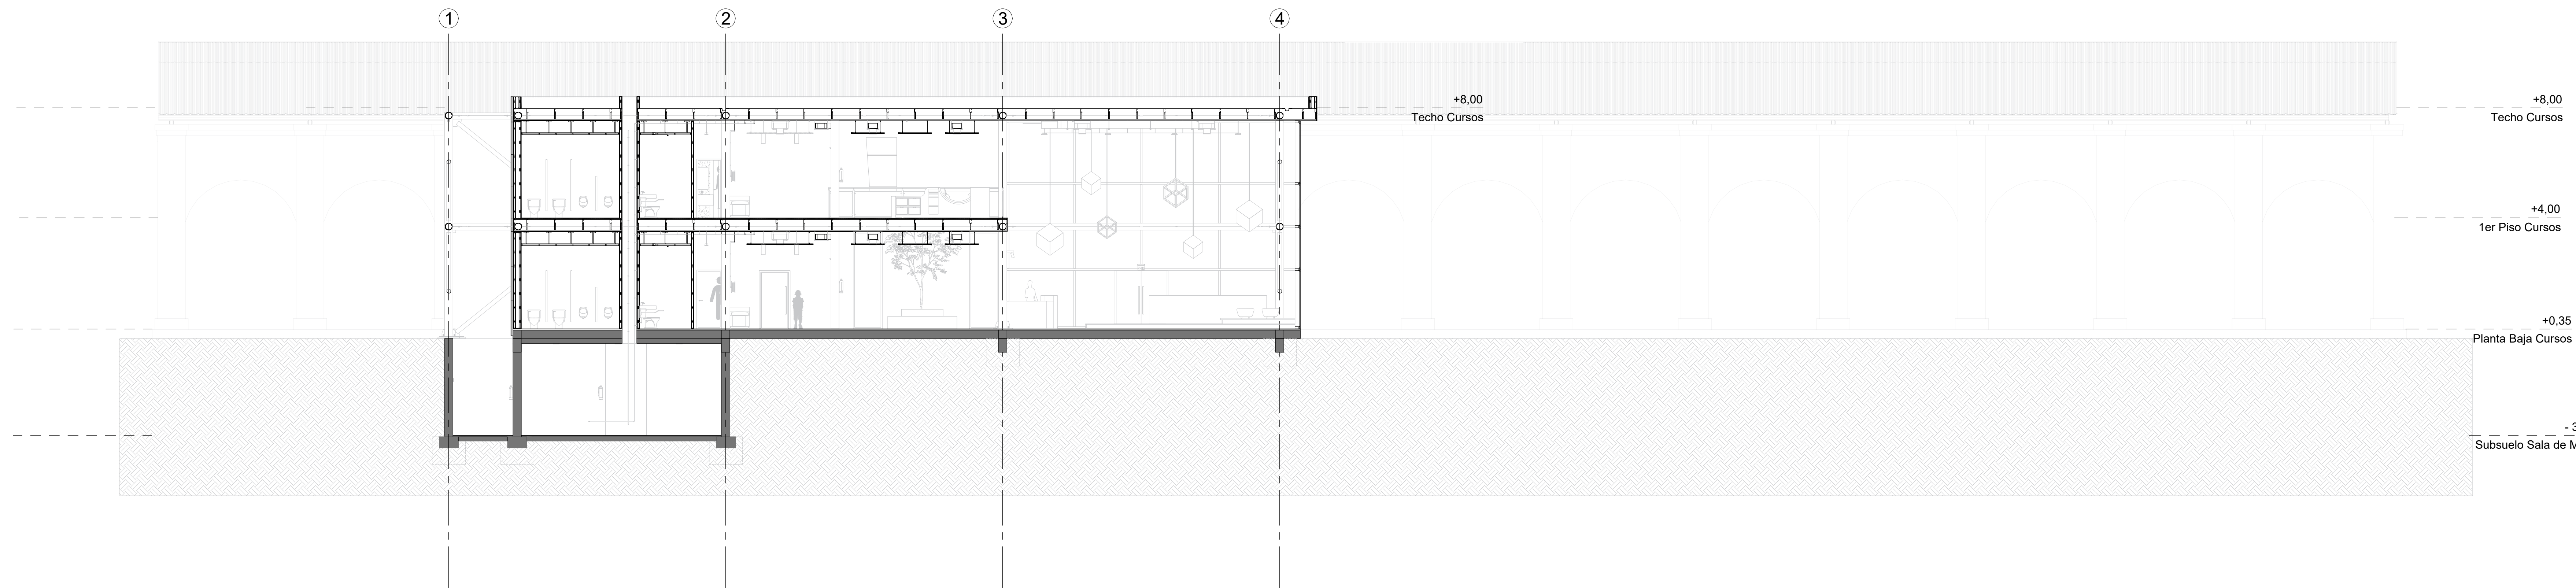 1 2 3 4
+8,00
Techo Cursos
+8,00
Techo Cursos
+4,00
1er Piso Cursos
+0,35
Planta Baja Cursos
- 3
Subsuelo Sala de M